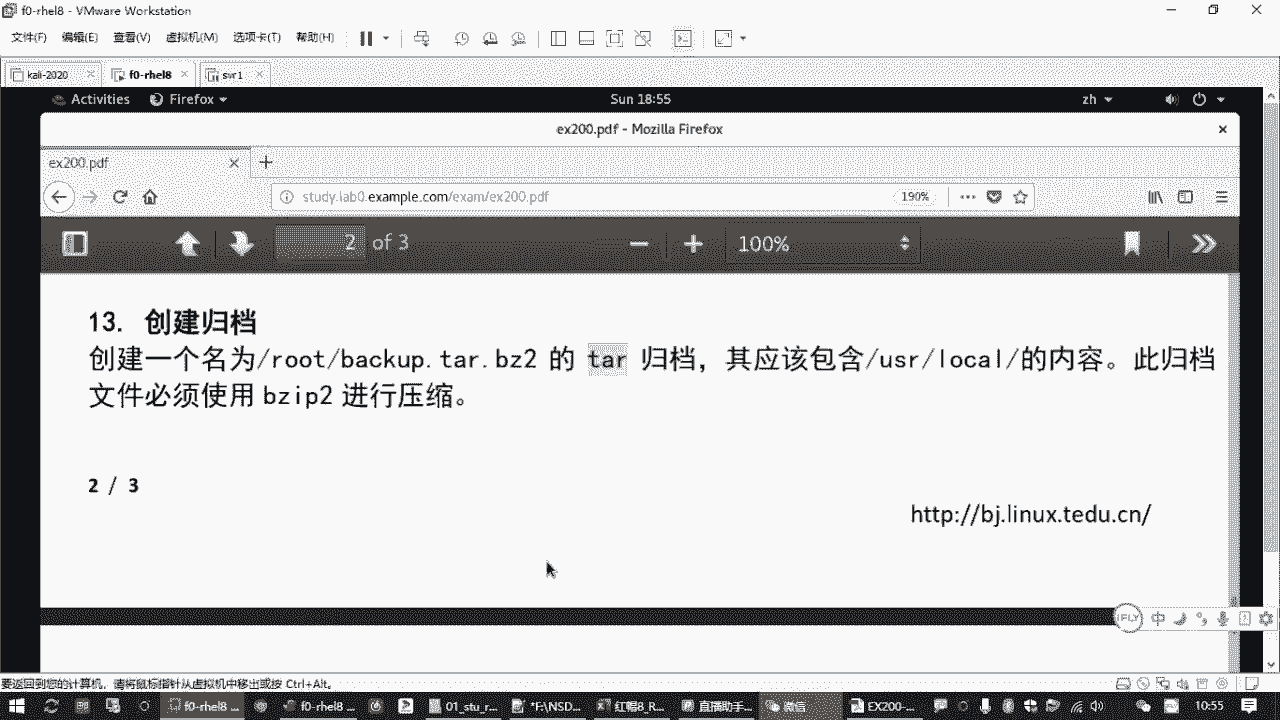 f0-rhel8 - VMware Workstation
文件(F) 编辑(E) 查看(V) 虚拟机(M) 选项卡(T) 帮助(H)
kali-2020 f0-rhel8 svr1
Activities Firefox Sun 18:55 zh
ex200.pdf - Mozilla Firefox
ex200.pdf
study.lab0.example.com/exam/ex200.pdf 190%
2 of 3 100%
13. 创建归档
创建一个名为/root/backup.tar.bz2 的 tar 归档，其应该包含/usr/local/的内容。此归档
文件必须使用 bzip2 进行压缩。
2 / 3
http://bj.linux.tedu.cn/
iFLY 中
要返回到您的计算机，请将鼠标指针从虚拟机中移出或按 Ctrl+Alt。
f0-rhel8 ... f0-rhel8 ... 01_stu_r... *F:\NSD... 红帽8_R... 直播助手... 微信 EX200-... 10:55